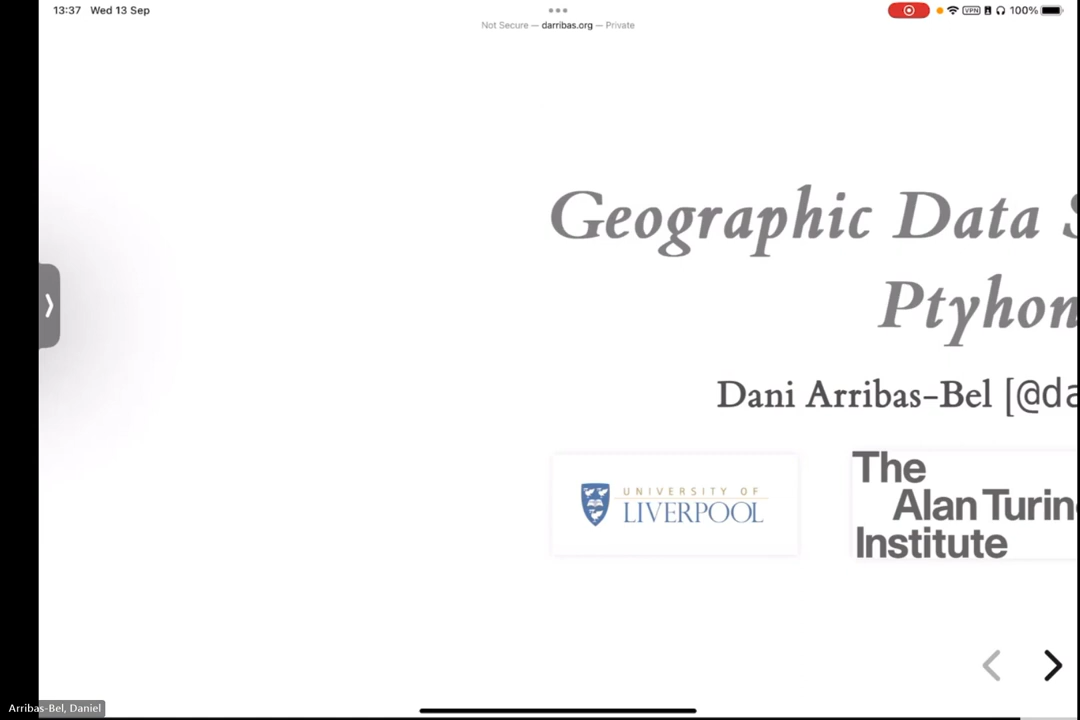 13:37 Wed 13 Sep
VPN
100%
Not Secure — darribas.org — Private
Geographic Data
Ptyhon
Dani Arribas-Bel [@da
UNIVERSITY OF
LIVERPOOL
The
Alan Turin
Institute
Arribas-Bel, Daniel